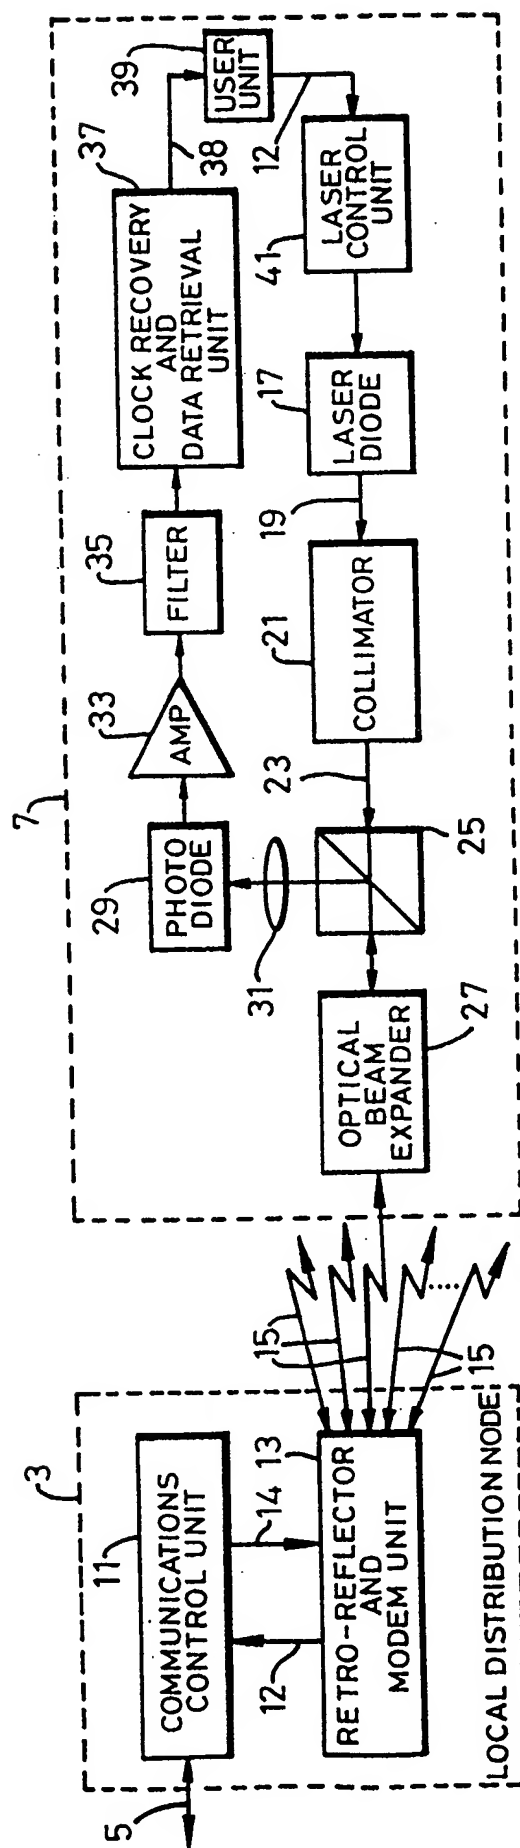 3
11
COMMUNICATIONS
CONTROL UNIT
5
12
14
13
RETRO-REFLECTOR
AND
MODEM UNIT
LOCAL DISTRIBUTION NODE
15
15
7
29
PHOTO
DIODE
33
AMP
35
FILTER
37
CLOCK RECOVERY
AND
DATA RETRIEVAL
UNIT
38
39
USER
UNIT
12
41
LASER
CONTROL
UNIT
17
LASER
DIODE
19
21
COLLIMATOR
23
25
31
27
OPTICAL
BEAM
EXPANDER